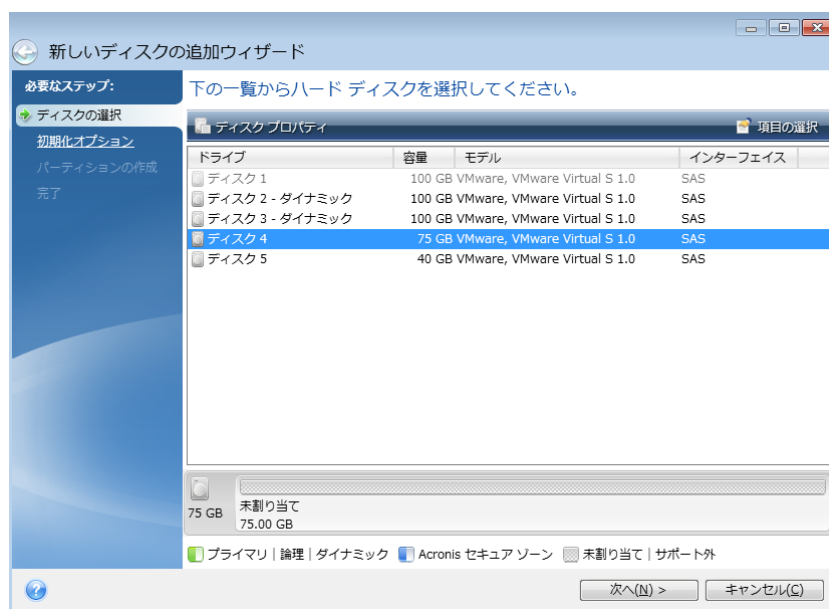 新しいディスクの追加ウィザード
必要なステップ:
ディスクの選択
初期化オプション
パーティションの作成
完了
下の一覧からハード ディスクを選択してください。
ディスク プロパティ 項目の選択
ドライブ 容量 モデル インターフェイス
ディスク 1 100 GB VMware, VMware Virtual S 1.0 SAS
ディスク 2 - ダイナミック 100 GB VMware, VMware Virtual S 1.0 SAS
ディスク 3 - ダイナミック 100 GB VMware, VMware Virtual S 1.0 SAS
ディスク 4 75 GB VMware, VMware Virtual S 1.0 SAS
ディスク 5 40 GB VMware, VMware Virtual S 1.0 SAS
75 GB
未割り当て
75.00 GB
プライマリ | 論理 | ダイナミック Acronis セキュア ゾーン 未割り当て | サポート外
次へ(N) > キャンセル(C)